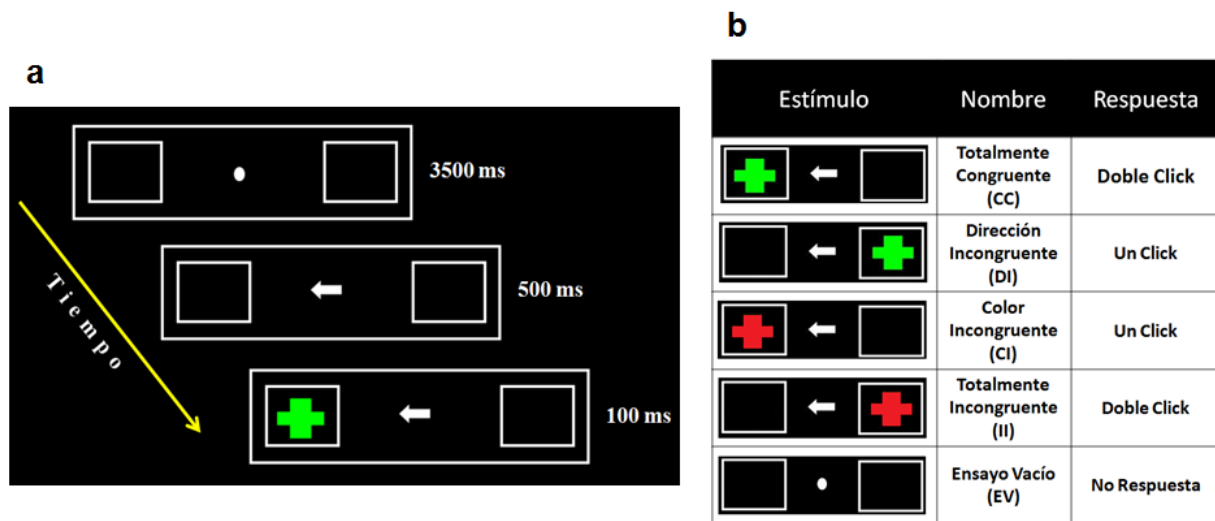 a
3500 ms
500 ms
100 ms
Tiempo
b
Estímulo Nombre Respuesta
Totalmente
Congruente
(CC)
Doble Click
Dirección
Incongruente
(DI)
Un Click
Color
Incongruente
(CI)
Un Click
Totalmente
Incongruente
(II)
Doble Click
Ensayo Vacío
(EV)
No Respuesta